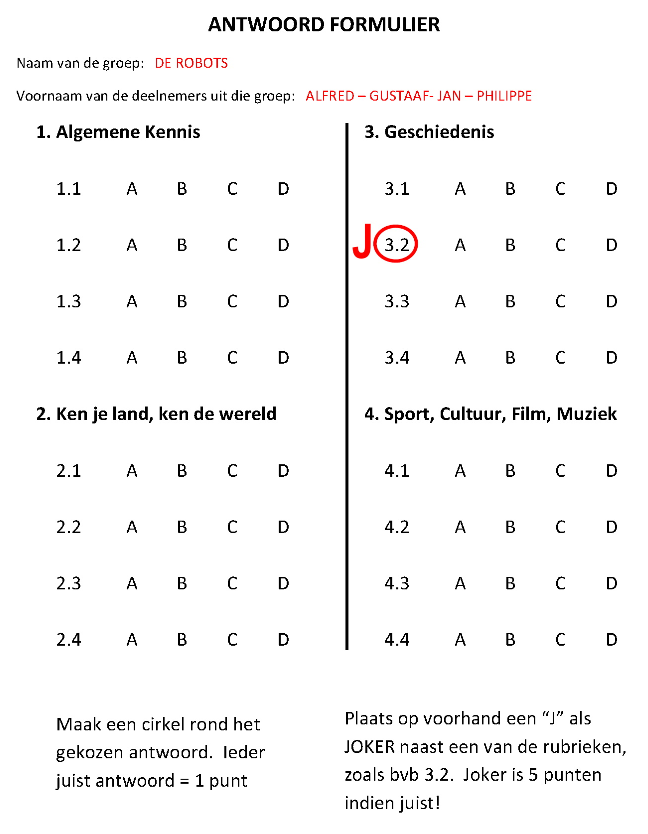 ANTWOORD FORMULIER
Naam van de groep: DE ROBOTS
Voornaam van de deelnemers uit die groep: ALFRED – GUSTAAF- JAN – PHILIPPE
1. Algemene Kennis
1.1 A B C D
1.2 A B C D
1.3 A B C D
1.4 A B C D
2. Ken je land, ken de wereld
2.1 A B C D
2.2 A B C D
2.3 A B C D
2.4 A B C D
Maak een cirkel rond het
gekozen antwoord. Ieder
juist antwoord = 1 punt
3. Geschiedenis
3.1 A B C D
J 3.2 A B C D
3.3 A B C D
3.4 A B C D
4. Sport, Cultuur, Film, Muziek
4.1 A B C D
4.2 A B C D
4.3 A B C D
4.4 A B C D
Plaats op voorhand een “J” als
JOKER naast een van de rubrieken,
zoals bvb 3.2. Joker is 5 punten
indien juist!